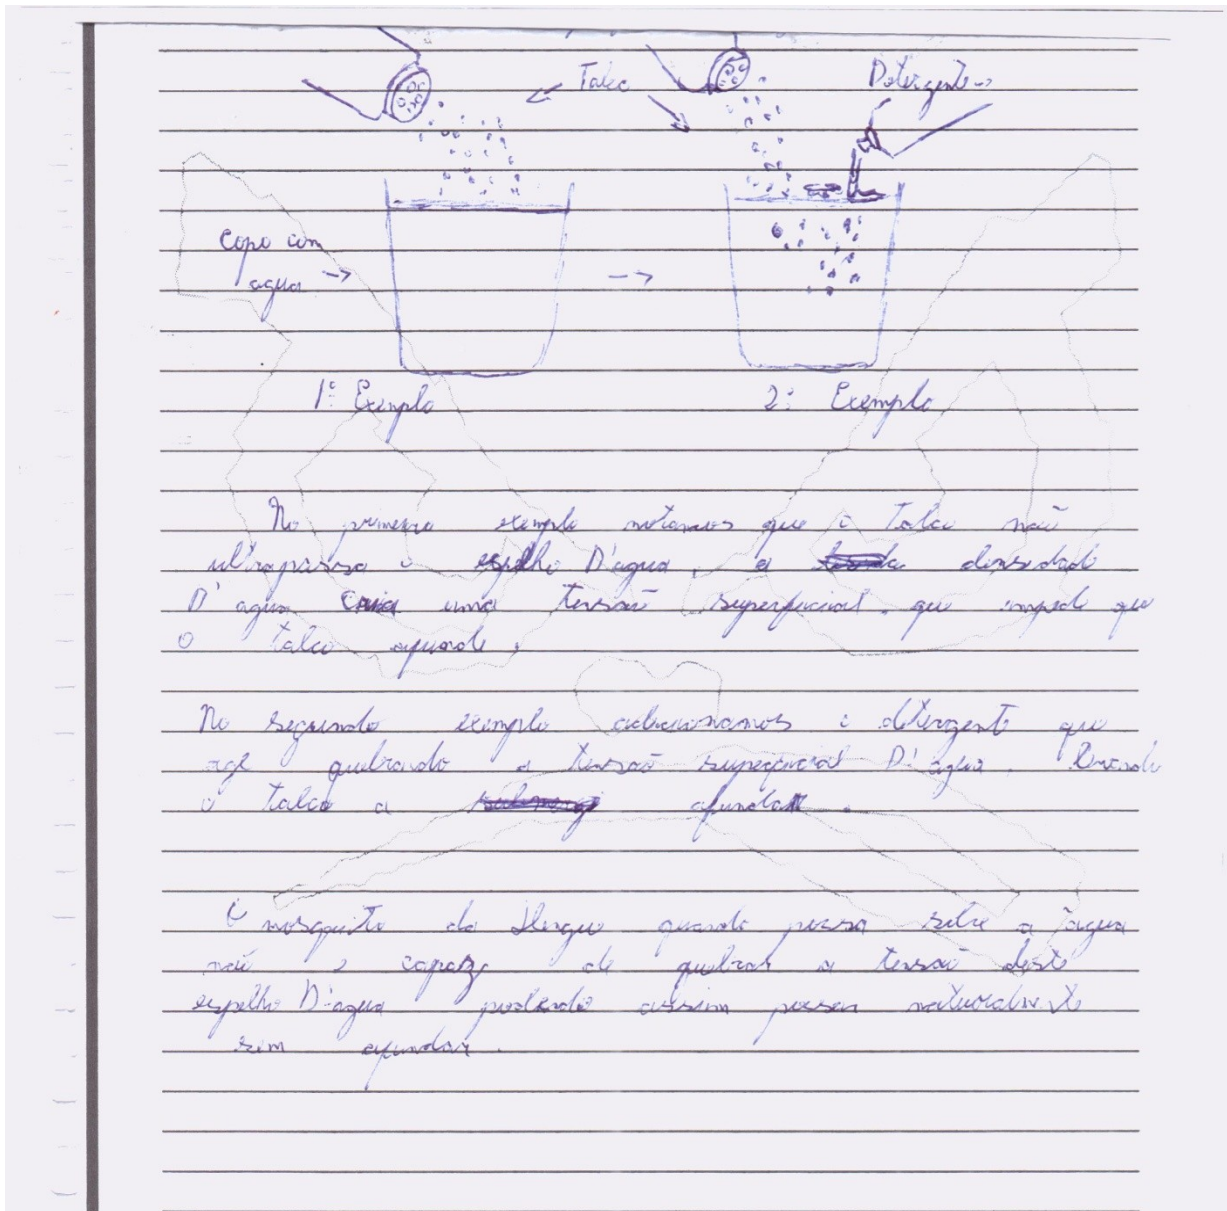 Talco
Detergente
Copo com
agua
1º Exemplo
2º Exemplo
No primeiro exemplo notamos que o Talco não
ultrapassa o espelho D'agua, a densidade
D'agua cria uma tensão superficial que impede que
o talco afunde,
No segundo exemplo adicionamos o detergente que
age quebrando a tensão superficial D'agua. levando
o talco a afundar.
O mosquito da dengue quando possa sobre a água
não é capaz de quebrar a tensão deste
espelho D'agua podendo assim possar naturalmente
sem afundar.